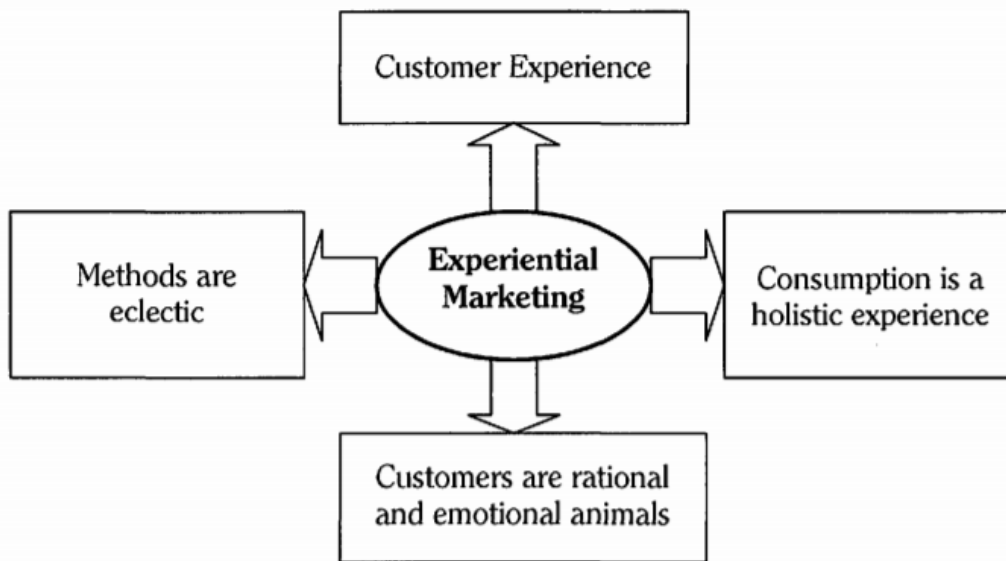 Customer Experience
Methods are
eclectic
Experiential
Marketing
Consumption is a
holistic experience
Customers are rational
and emotional animals